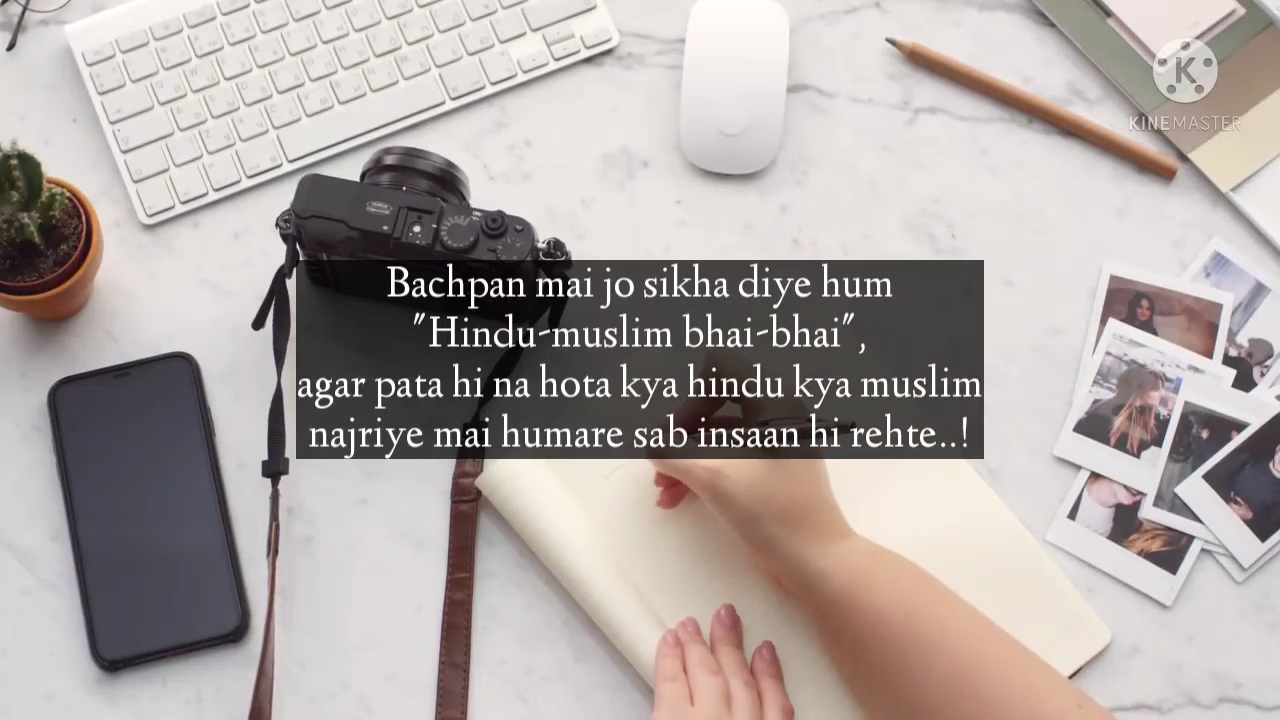 KINEMASTER
Bachpan mai jo sikha diye hum
"Hindu-muslim bhai-bhai",
agar pata hi na hota kya hindu kya muslim
najriye mai humare sab insaan hi rehte..!